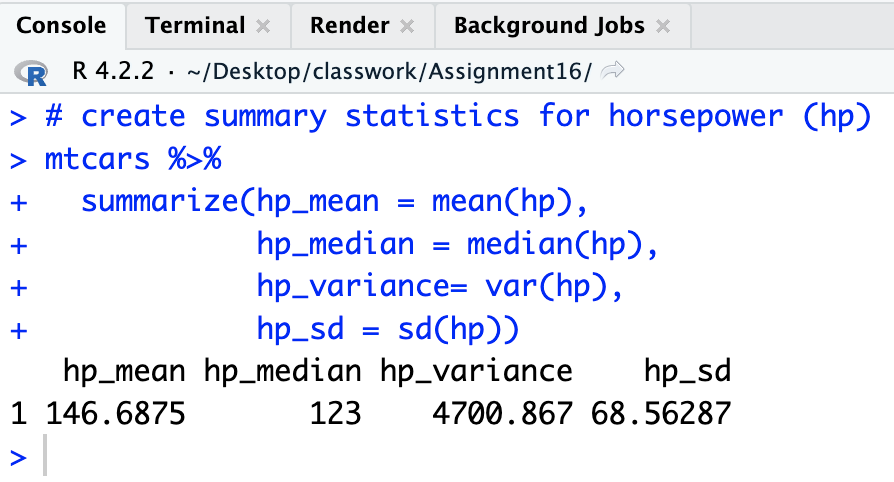 Console Terminal × Render × Background Jobs ×
R R 4.2.2 · ~/Desktop/classwork/Assignment16/
> # create summary statistics for horsepower (hp)
> mtcars %>%
+   summarize(hp_mean = mean(hp),
+             hp_median = median(hp),
+             hp_variance= var(hp),
+             hp_sd = sd(hp))
   hp_mean hp_median hp_variance    hp_sd
1 146.6875       123    4700.867 68.56287
>